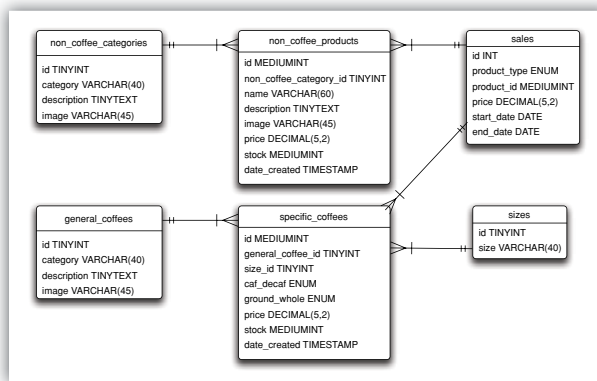 non_coffee_categories
id TINYINT
category VARCHAR(40)
description TINYTEXT
image VARCHAR(45)
non_coffee_products
id MEDIUMINT
non_coffee_category_id TINYINT
name VARCHAR(60)
description TINYTEXT
image VARCHAR(45)
price DECIMAL(5,2)
stock MEDIUMINT
date_created TIMESTAMP
sales
id INT
product_type ENUM
product_id MEDIUMINT
price DECIMAL(5,2)
start_date DATE
end_date DATE
general_coffees
id TINYINT
category VARCHAR(40)
description TINYTEXT
image VARCHAR(45)
specific_coffees
id MEDIUMINT
general_coffee_id TINYINT
size_id TINYINT
caf_decaf ENUM
ground_whole ENUM
price DECIMAL(5,2)
stock MEDIUMINT
date_created TIMESTAMP
sizes
id TINYINT
size VARCHAR(40)